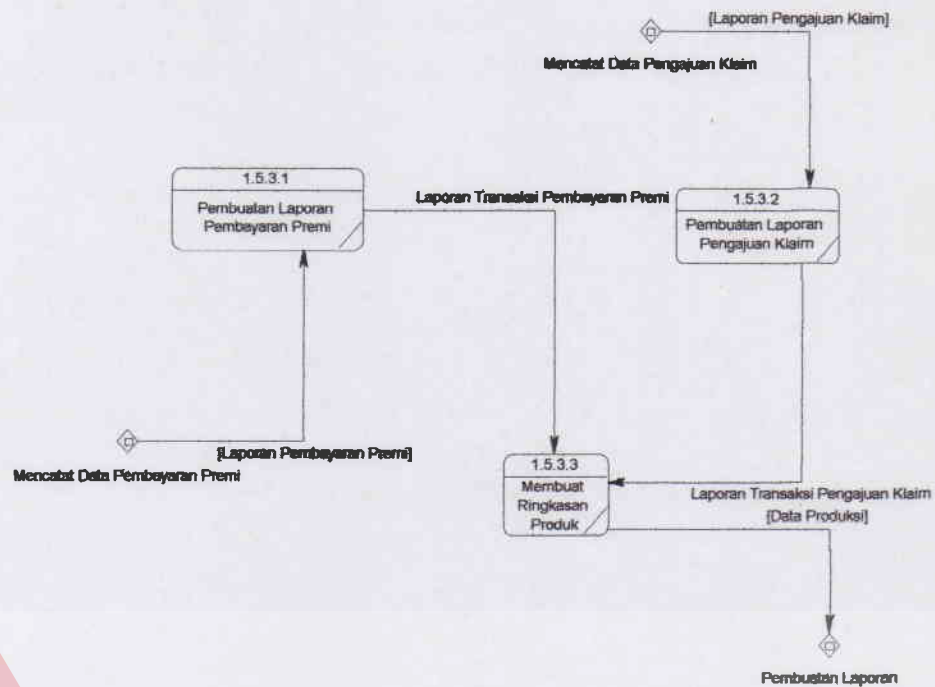 [Laporan Pengajuan Klaim]
Mencatat Data Pengajuan Klaim
1.5.3.1
Pembuatan Laporan
Pembayaran Premi
Laporan Transaksi Pembayaran Premi
1.5.3.2
Pembuatan Laporan
Pengajuan Klaim
[Laporan Pembayaran Premi]
Mencatat Data Pembayaran Premi
1.5.3.3
Membuat
Ringkasan
Produk
Laporan Transaksi Pengajuan Klaim
[Data Produksi]
Pembuatan Laporan